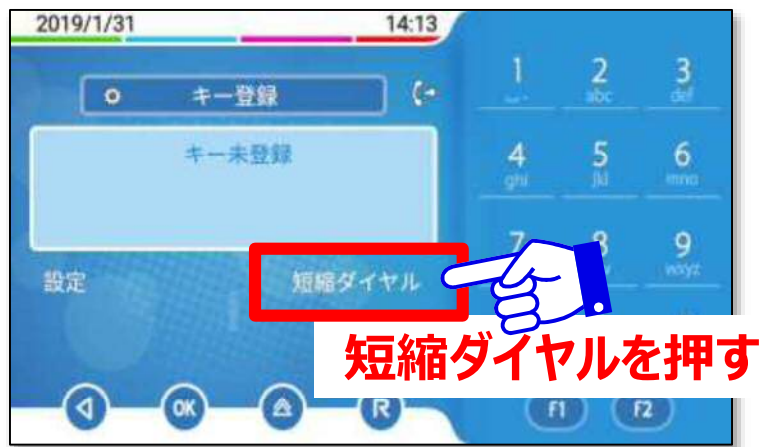 2019/1/31 14:13
キー登録
キー未登録
設定 短縮ダイヤル
短縮ダイヤルを押す
OK R
1 2 3
abc def
4 5 6
ghi jkl mno
7 8 9
wxyz
F1 F2